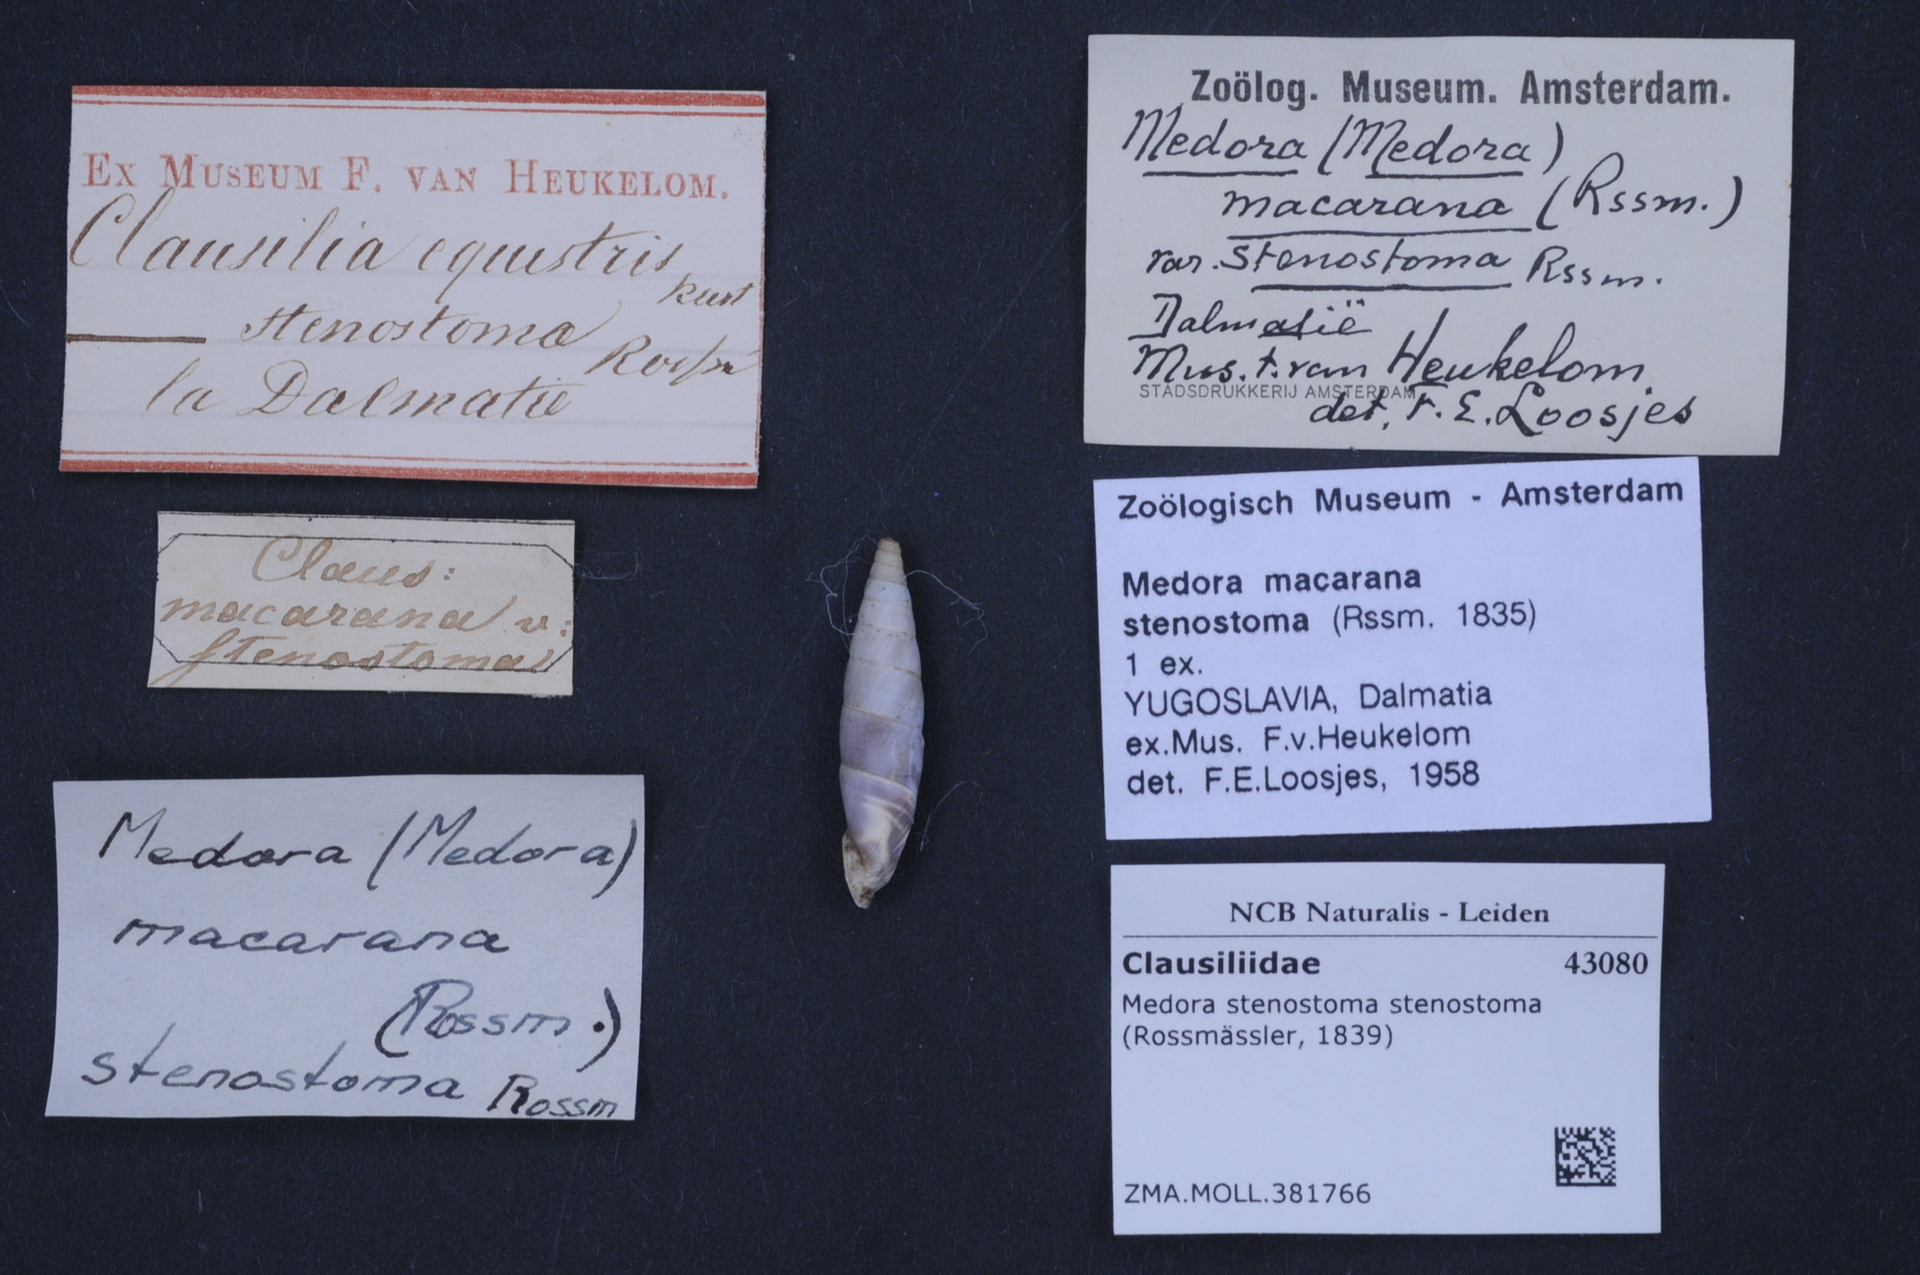 Ex Museum F. van Heukelom.
Clausilia equestris
Kust
stenostoma
la Dalmatie
Claus:
macarana v:
stenostoma
Medora (Medora)
macarana
(Rossm.)
stenostoma Rossm
Zoölog. Museum. Amsterdam.
Medora (Medora)
macarana (Rssm.)
var. stenostoma Rssm.
Dalmatië
Mus. F. van Heukelom.
STADSDRUKKERIJ AMSTERDAM
det. F. E. Loosjes
Zoölogisch Museum - Amsterdam
Medora macarana
stenostoma (Rssm. 1835)
1 ex.
YUGOSLAVIA, Dalmatia
ex.Mus. F.v.Heukelom
det. F.E.Loosjes, 1958
NCB Naturalis - Leiden
Clausiliidae 43080
Medora stenostoma stenostoma
(Rossmässler, 1839)
ZMA.MOLL.381766